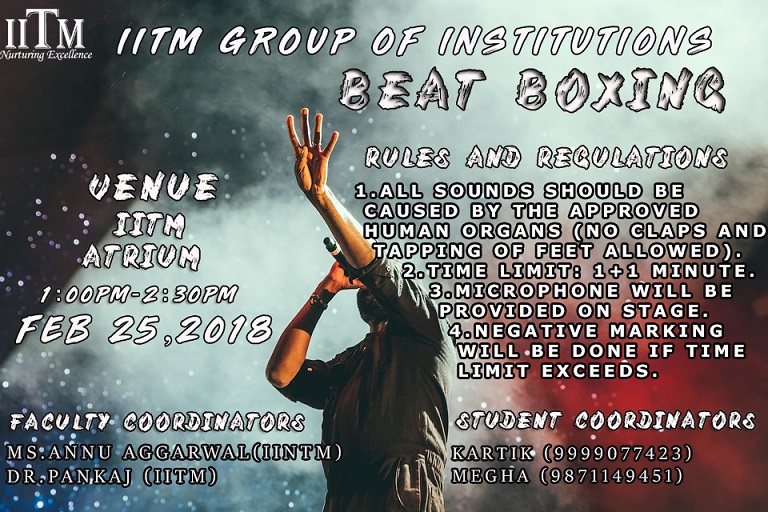 IITM
Nurturing Excellence
IITM GROUP OF INSTITUTIONS
BEAT BOXING
VENUE
IITM
ATRIUM
1:00PM-2:30PM
FEB 25,2018
RULES AND REGULATIONS
1.ALL SOUNDS SHOULD BE
CAUSED BY THE APPROVED
HUMAN ORGANS (NO CLAPS AND
TAPPING OF FEET ALLOWED).
2.TIME LIMIT: 1+1 MINUTE.
3.MICROPHONE WILL BE
PROVIDED ON STAGE.
4.NEGATIVE MARKING
WILL BE DONE IF TIME
LIMIT EXCEEDS.
FACULTY COORDINATORS
MS.ANNU AGGARWAL(IINTM)
DR.PANKAJ (IITM)
STUDENT COORDINATORS
KARTIK (9999077423)
MEGHA (9871149451)